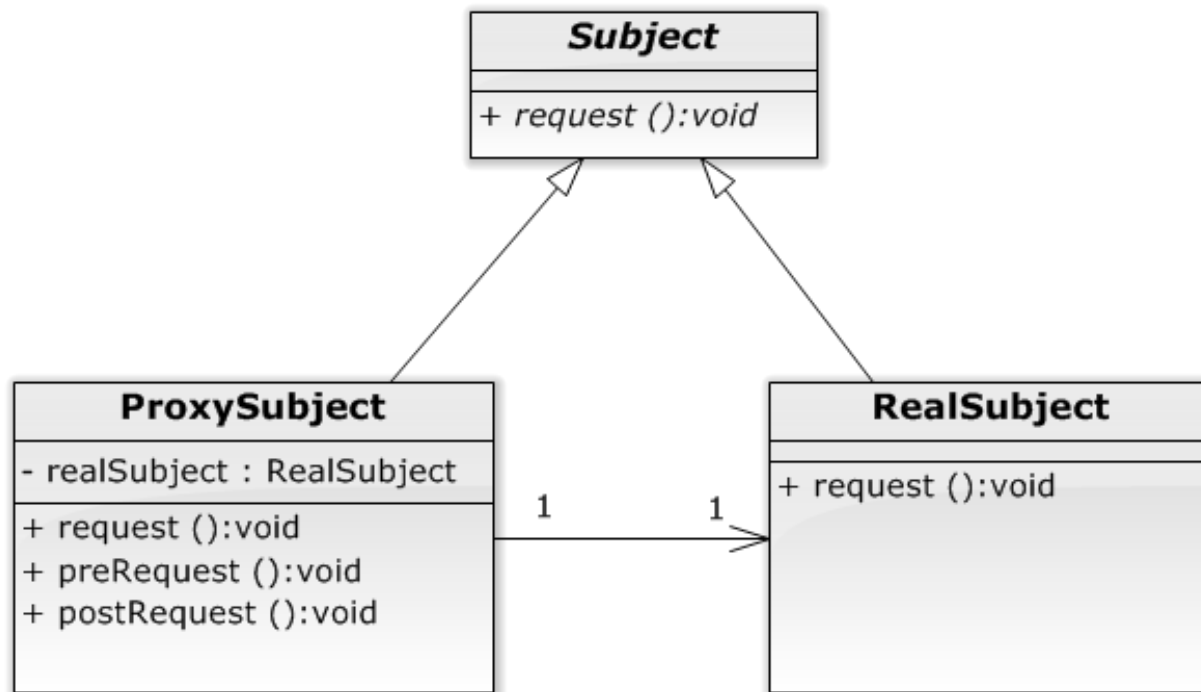 Subject
+ request ():void
ProxySubject
- realSubject : RealSubject
+ request ():void
+ preRequest ():void
+ postRequest ():void
1
1
RealSubject
+ request ():void